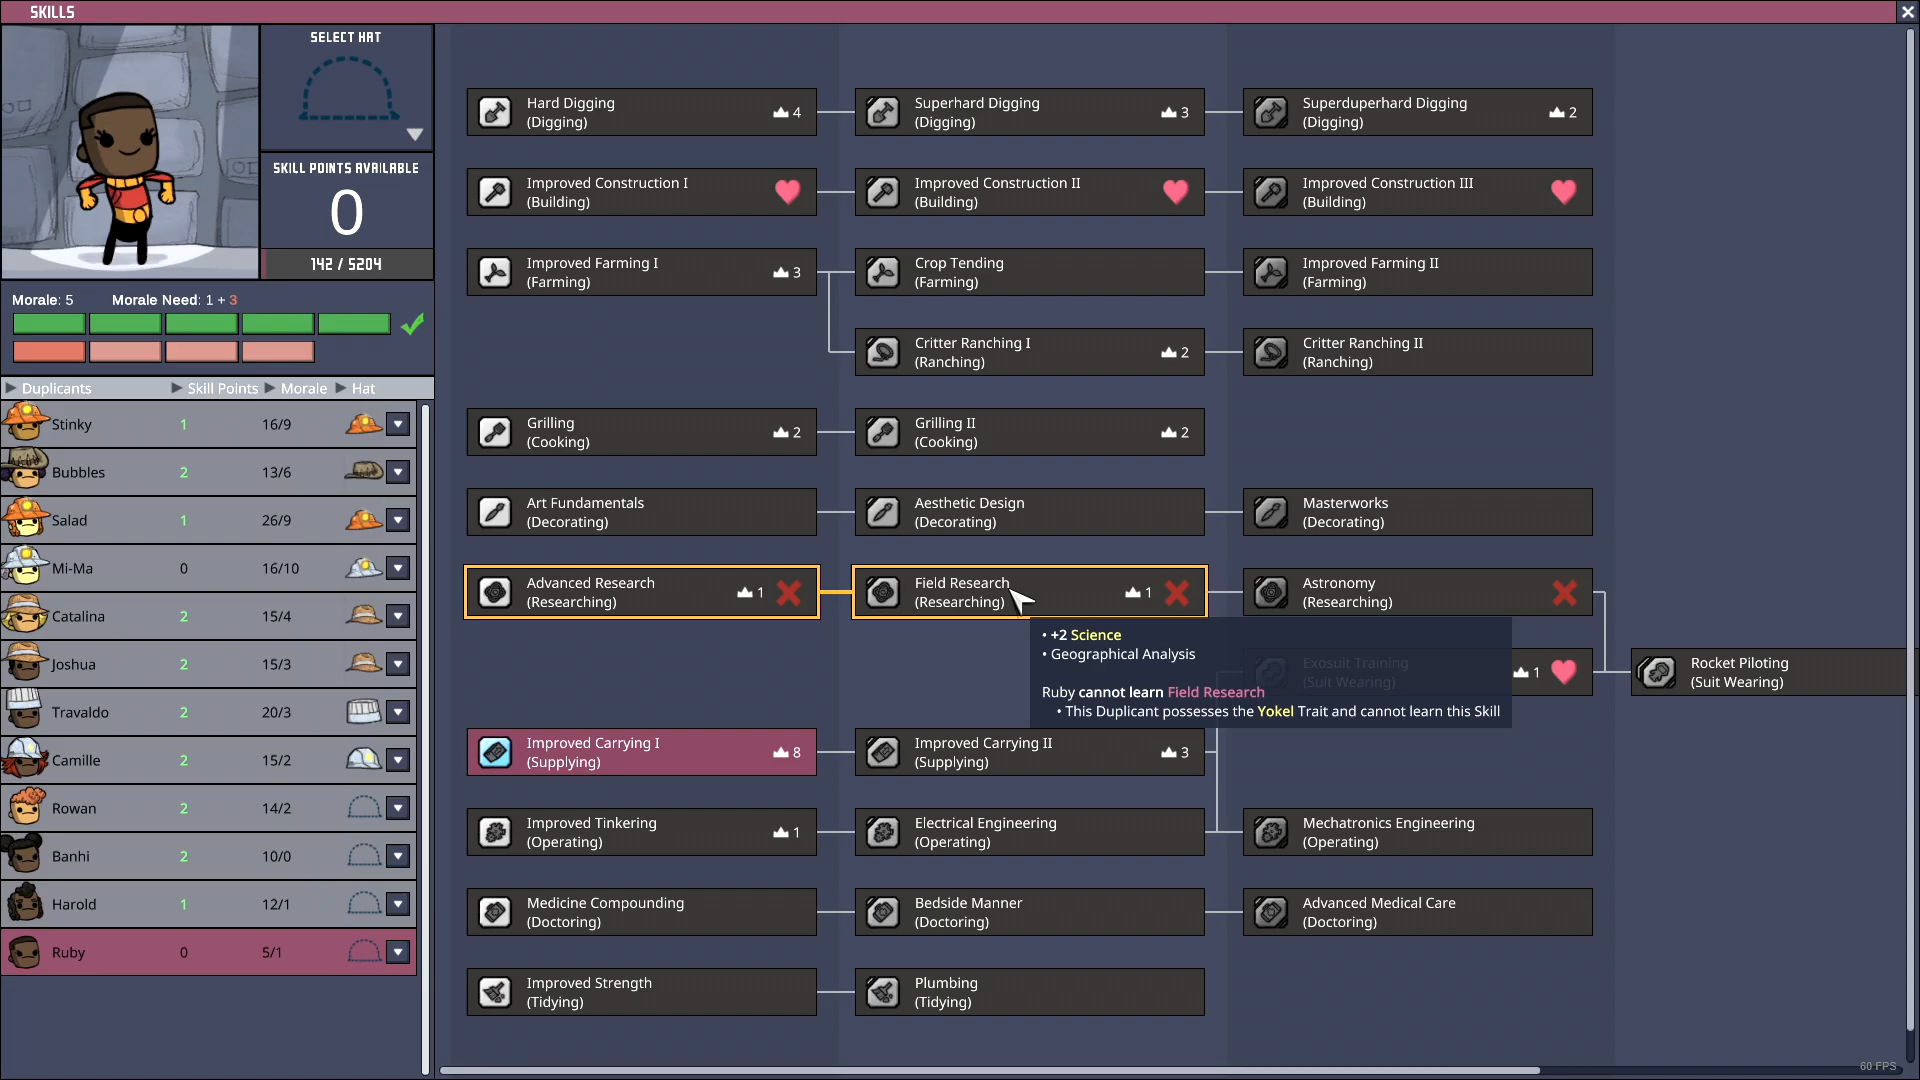 SKILLS
SELECT HAT
SKILL POINTS AVAILABLE
0
142 / 5204
Morale: 5 Morale Need: 1 + 3
Duplicants Skill Points Morale Hat
Stinky 1 16/9
Bubbles 2 13/6
Salad 1 26/9
Mi-Ma 0 16/10
Catalina 2 15/4
Joshua 2 15/3
Travaldo 2 20/3
Camille 2 15/2
Rowan 2 14/2
Banhi 2 10/0
Harold 1 12/1
Ruby 0 5/1
Hard Digging
(Digging)
4
Superhard Digging
(Digging)
3
Superduperhard Digging
(Digging)
2
Improved Construction I
(Building)
Improved Construction II
(Building)
Improved Construction III
(Building)
Improved Farming I
(Farming)
3
Crop Tending
(Farming)
Improved Farming II
(Farming)
Critter Ranching I
(Ranching)
2
Critter Ranching II
(Ranching)
Grilling
(Cooking)
2
Grilling II
(Cooking)
2
Art Fundamentals
(Decorating)
Aesthetic Design
(Decorating)
Masterworks
(Decorating)
Advanced Research
(Researching)
1
Field Research
(Researching)
1
Astronomy
(Researching)
• +2 Science
• Geographical Analysis
Ruby cannot learn Field Research
• This Duplicant possesses the Yokel Trait and cannot learn this Skill
Exosuit Training
(Suit Wearing)
1
Rocket Piloting
(Suit Wearing)
Improved Carrying I
(Supplying)
8
Improved Carrying II
(Supplying)
3
Improved Tinkering
(Operating)
1
Electrical Engineering
(Operating)
Mechatronics Engineering
(Operating)
Medicine Compounding
(Doctoring)
Bedside Manner
(Doctoring)
Advanced Medical Care
(Doctoring)
Improved Strength
(Tidying)
Plumbing
(Tidying)
60 FPS